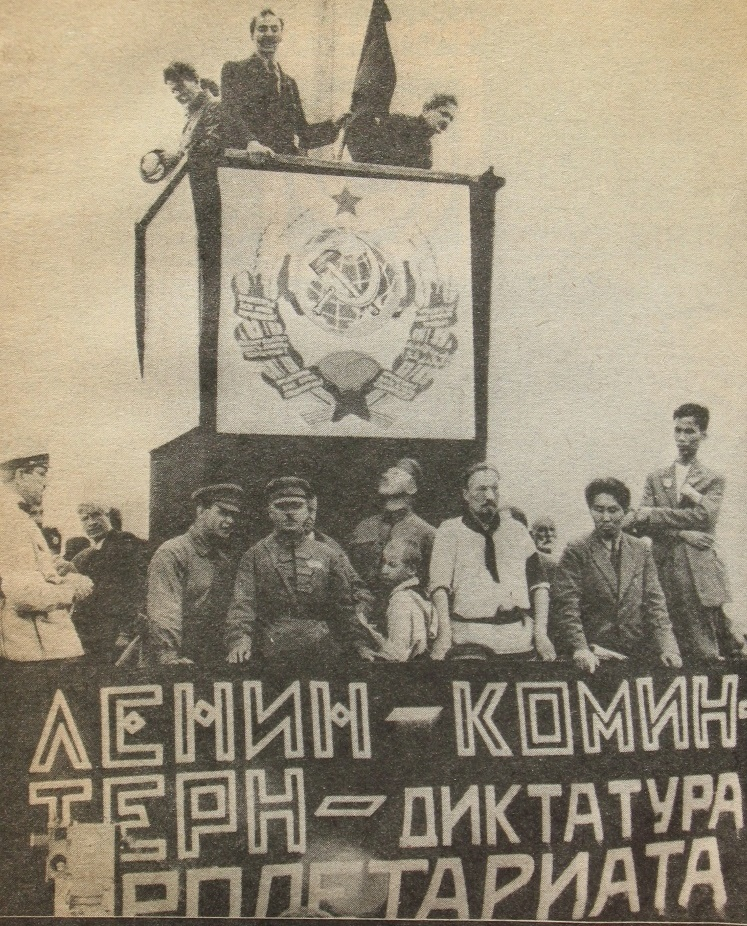 ЛЕНИН – КОМИН-
ТЕРН – ДИКТАТУРА
ПРОЛЕТАРИАТА